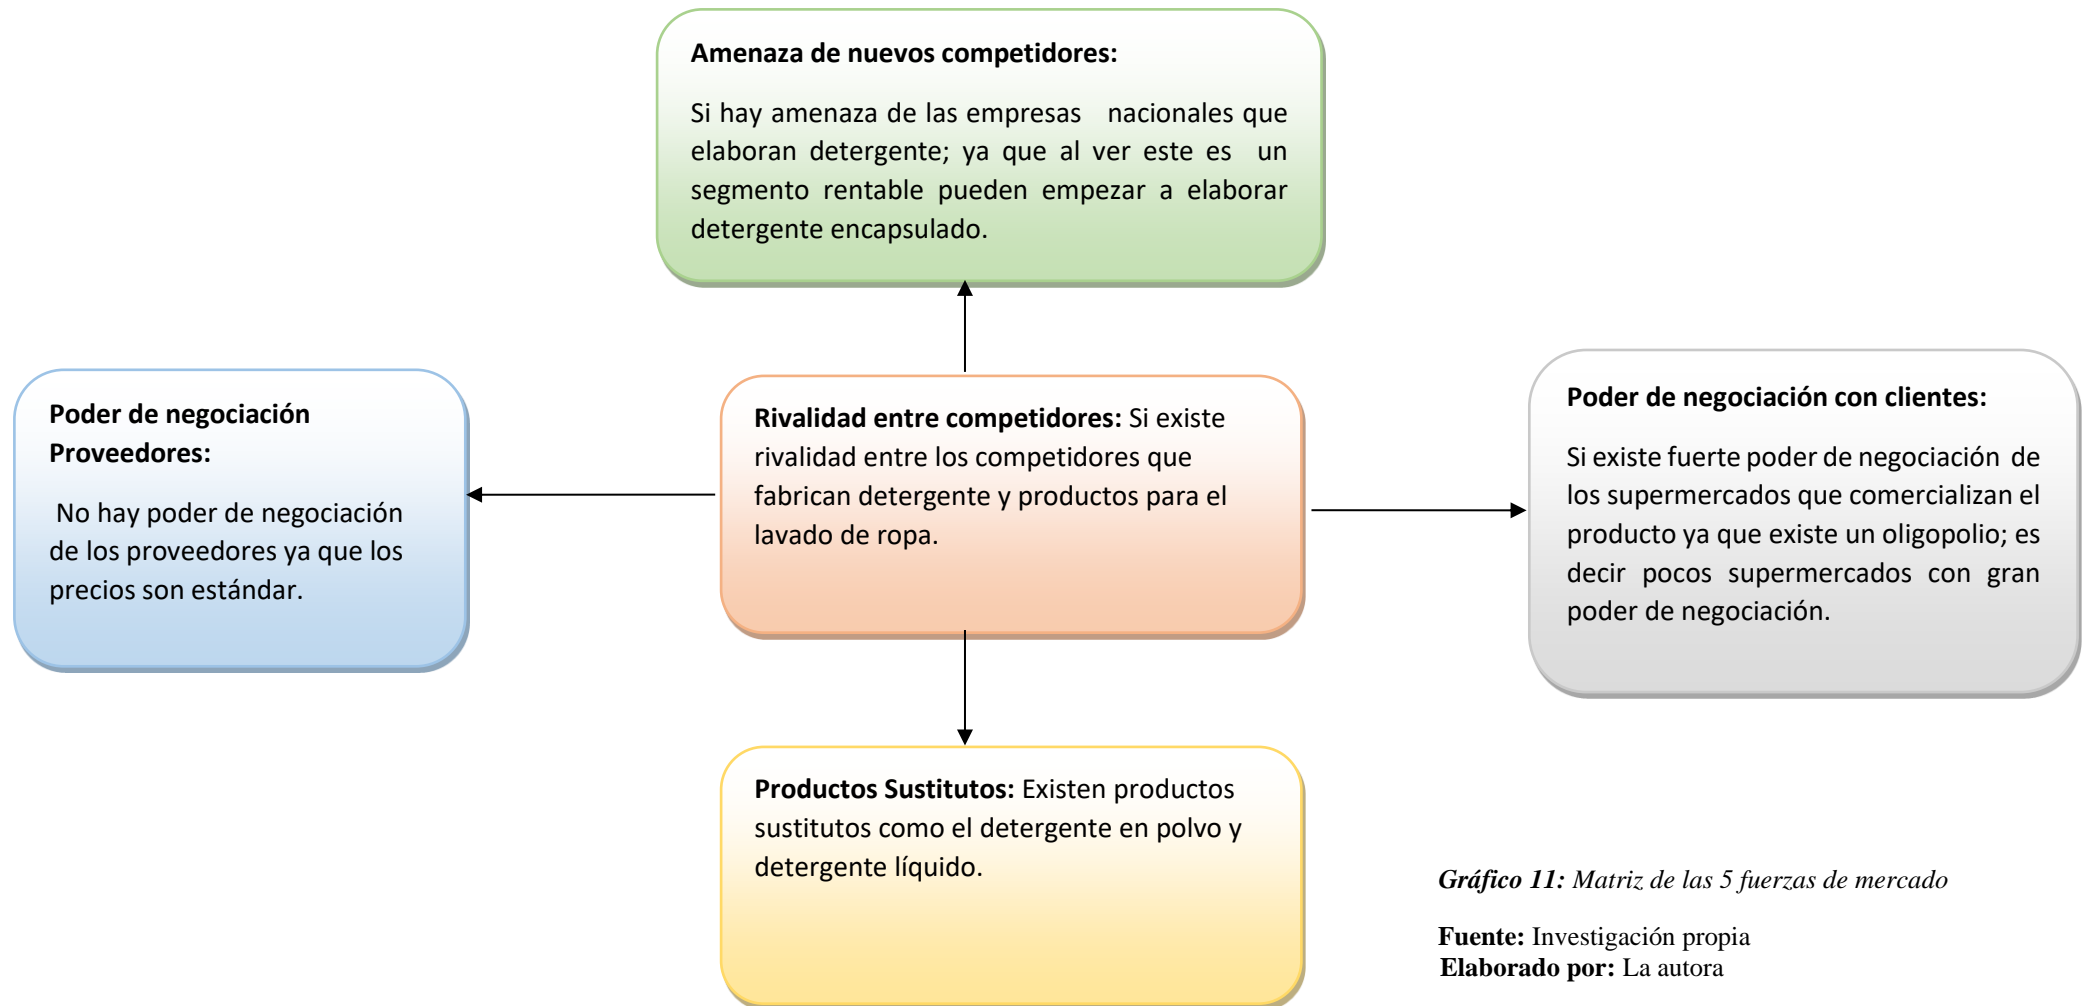 Amenaza de nuevos competidores:
Si hay amenaza de las empresas nacionales que
elaboran detergente; ya que al ver este es un
segmento rentable pueden empezar a elaborar
detergente encapsulado.
Poder de negociación
Proveedores:
No hay poder de negociación
de los proveedores ya que los
precios son estándar.
Rivalidad entre competidores: Si existe
rivalidad entre los competidores que
fabrican detergente y productos para el
lavado de ropa.
Poder de negociación con clientes:
Si existe fuerte poder de negociación de
los supermercados que comercializan el
producto ya que existe un oligopolio; es
decir pocos supermercados con gran
poder de negociación.
Productos Sustitutos: Existen productos
sustitutos como el detergente en polvo y
detergente líquido.
Gráfico 11: Matriz de las 5 fuerzas de mercado
Fuente: Investigación propia
Elaborado por: La autora